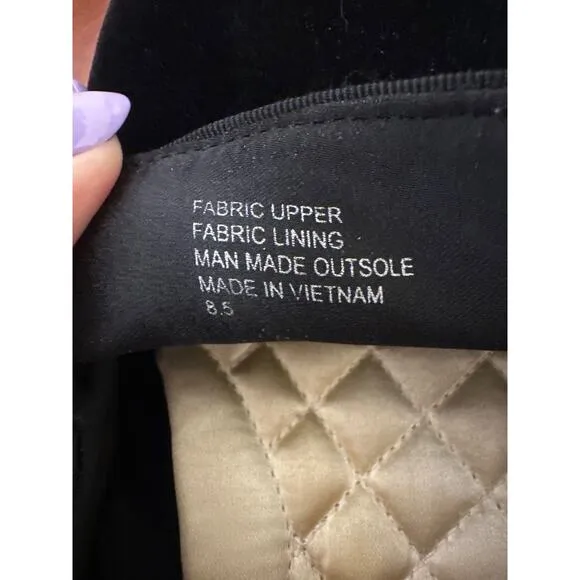 FABRIC UPPER
FABRIC LINING
MAN MADE OUTSOLE
MADE IN VIETNAM
8.5